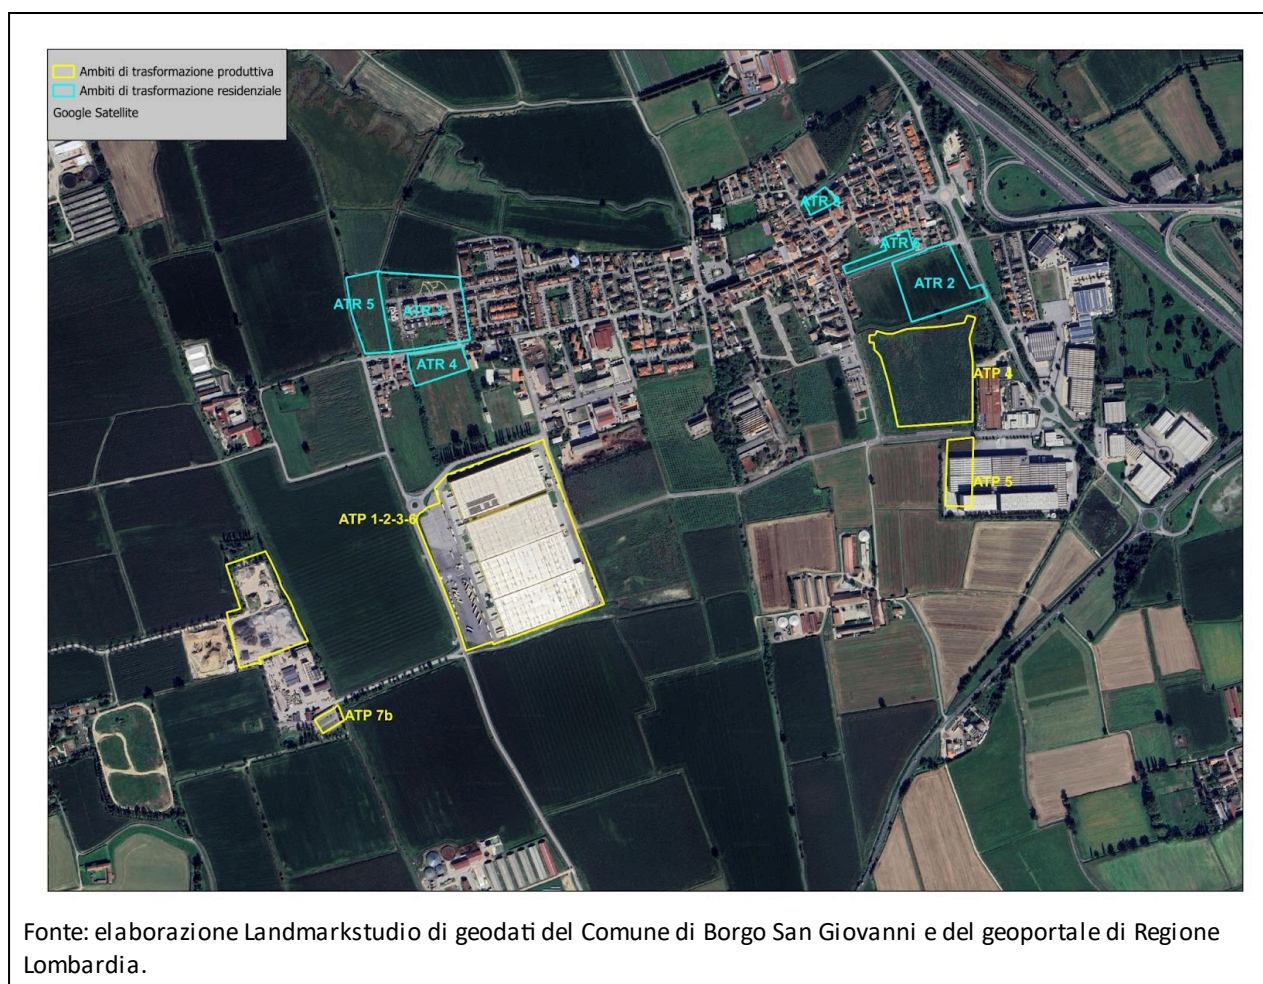 Ambiti di trasformazione produttiva
Ambiti di trasformazione residenziale
Google Satellite
ATR 6
ATR 2
ATR 5
ATR 3
ATR 4
ATP 4
ATP 5
ATP 1-2-3-6
ATP 7b
Fonte: elaborazione Landmarkstudio di geodati del Comune di Borgo San Giovanni e del geoportale di Regione
Lombardia.